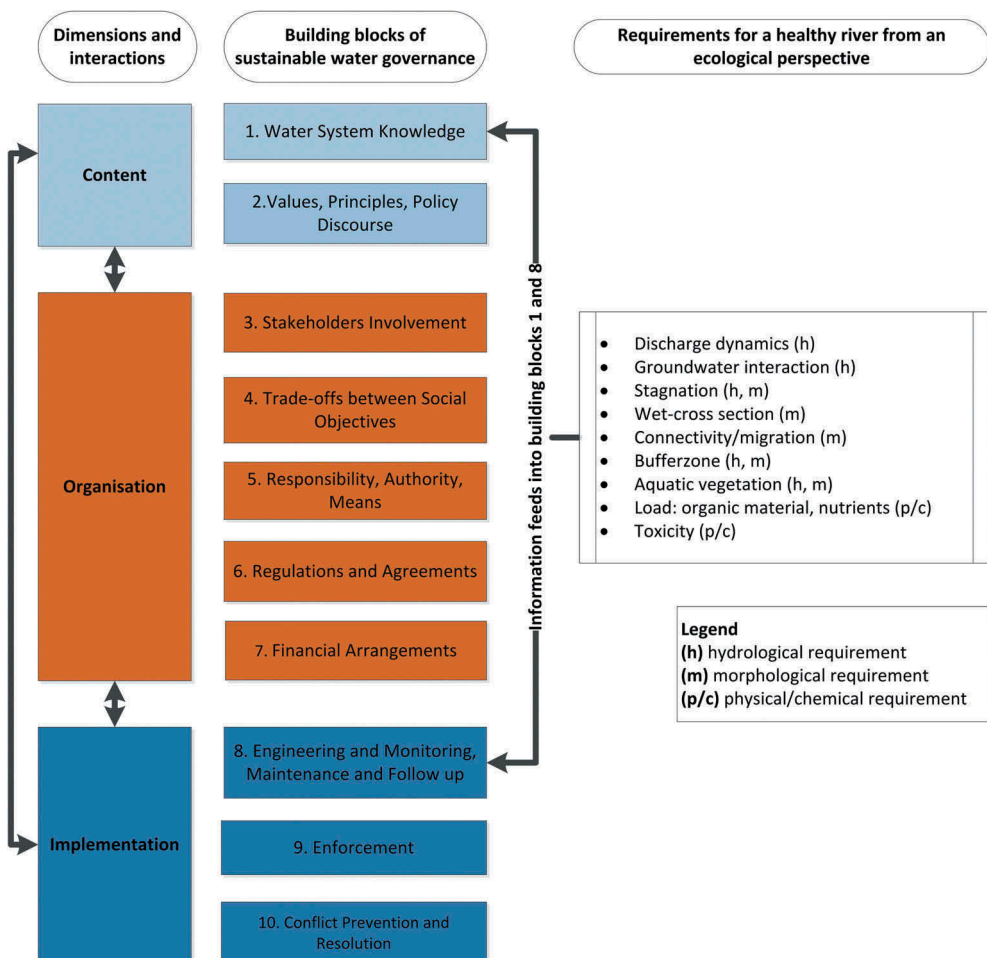 Dimensions and
interactions
Building blocks of
sustainable water governance
Requirements for a healthy river from an
ecological perspective
Content
1. Water System Knowledge
2.Values, Principles, Policy
Discourse
Organisation
3. Stakeholders Involvement
4. Trade-offs between Social
Objectives
5. Responsibility, Authority,
Means
6. Regulations and Agreements
7. Financial Arrangements
Implementation
8. Engineering and Monitoring,
Maintenance and Follow up
9. Enforcement
10. Conflict Prevention and
Resolution
Information feeds into building blocks 1 and 8
• Discharge dynamics (h)
• Groundwater interaction (h)
• Stagnation (h, m)
• Wet-cross section (m)
• Connectivity/migration (m)
• Bufferzone (h, m)
• Aquatic vegetation (h, m)
• Load: organic material, nutrients (p/c)
• Toxicity (p/c)
Legend
(h) hydrological requirement
(m) morphological requirement
(p/c) physical/chemical requirement